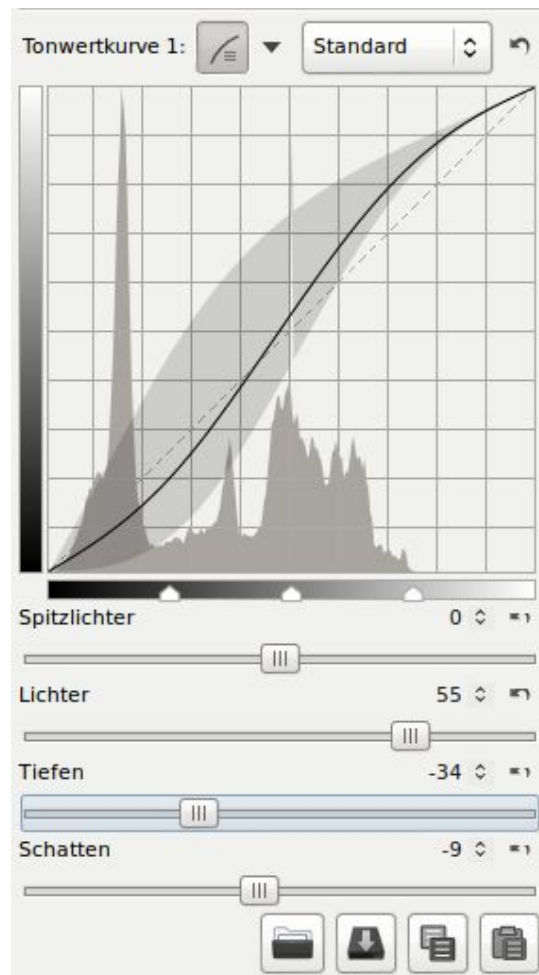 Tonwertkurve 1:
Standard
Spitzlichter 0
Lichter 55
Tiefen -34
Schatten -9